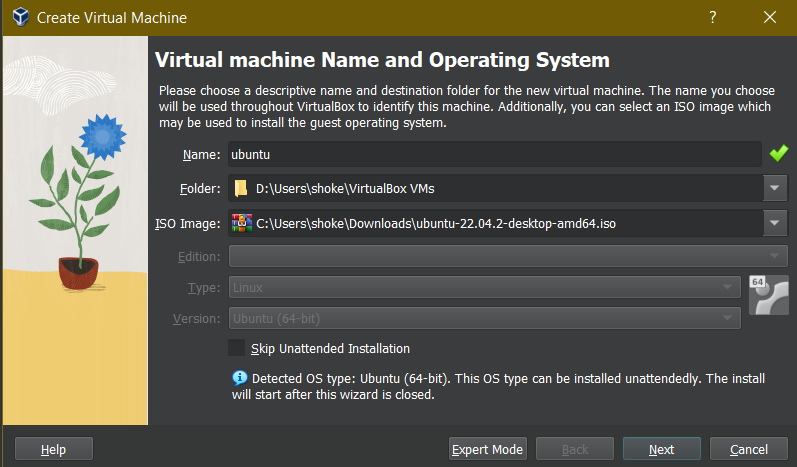 Create Virtual Machine
?
Virtual machine Name and Operating System
Please choose a descriptive name and destination folder for the new virtual machine. The name you choose
will be used throughout VirtualBox to identify this machine. Additionally, you can select an ISO image which
may be used to install the guest operating system.
Name: ubuntu
Folder: D:\Users\shoke\VirtualBox VMs
ISO Image: C:\Users\shoke\Downloads\ubuntu-22.04.2-desktop-amd64.iso
Edition:
Type: Linux
64
Version: Ubuntu (64-bit)
Skip Unattended Installation
Detected OS type: Ubuntu (64-bit). This OS type can be installed unattendedly. The install
will start after this wizard is closed.
Help Expert Mode Back Next Cancel